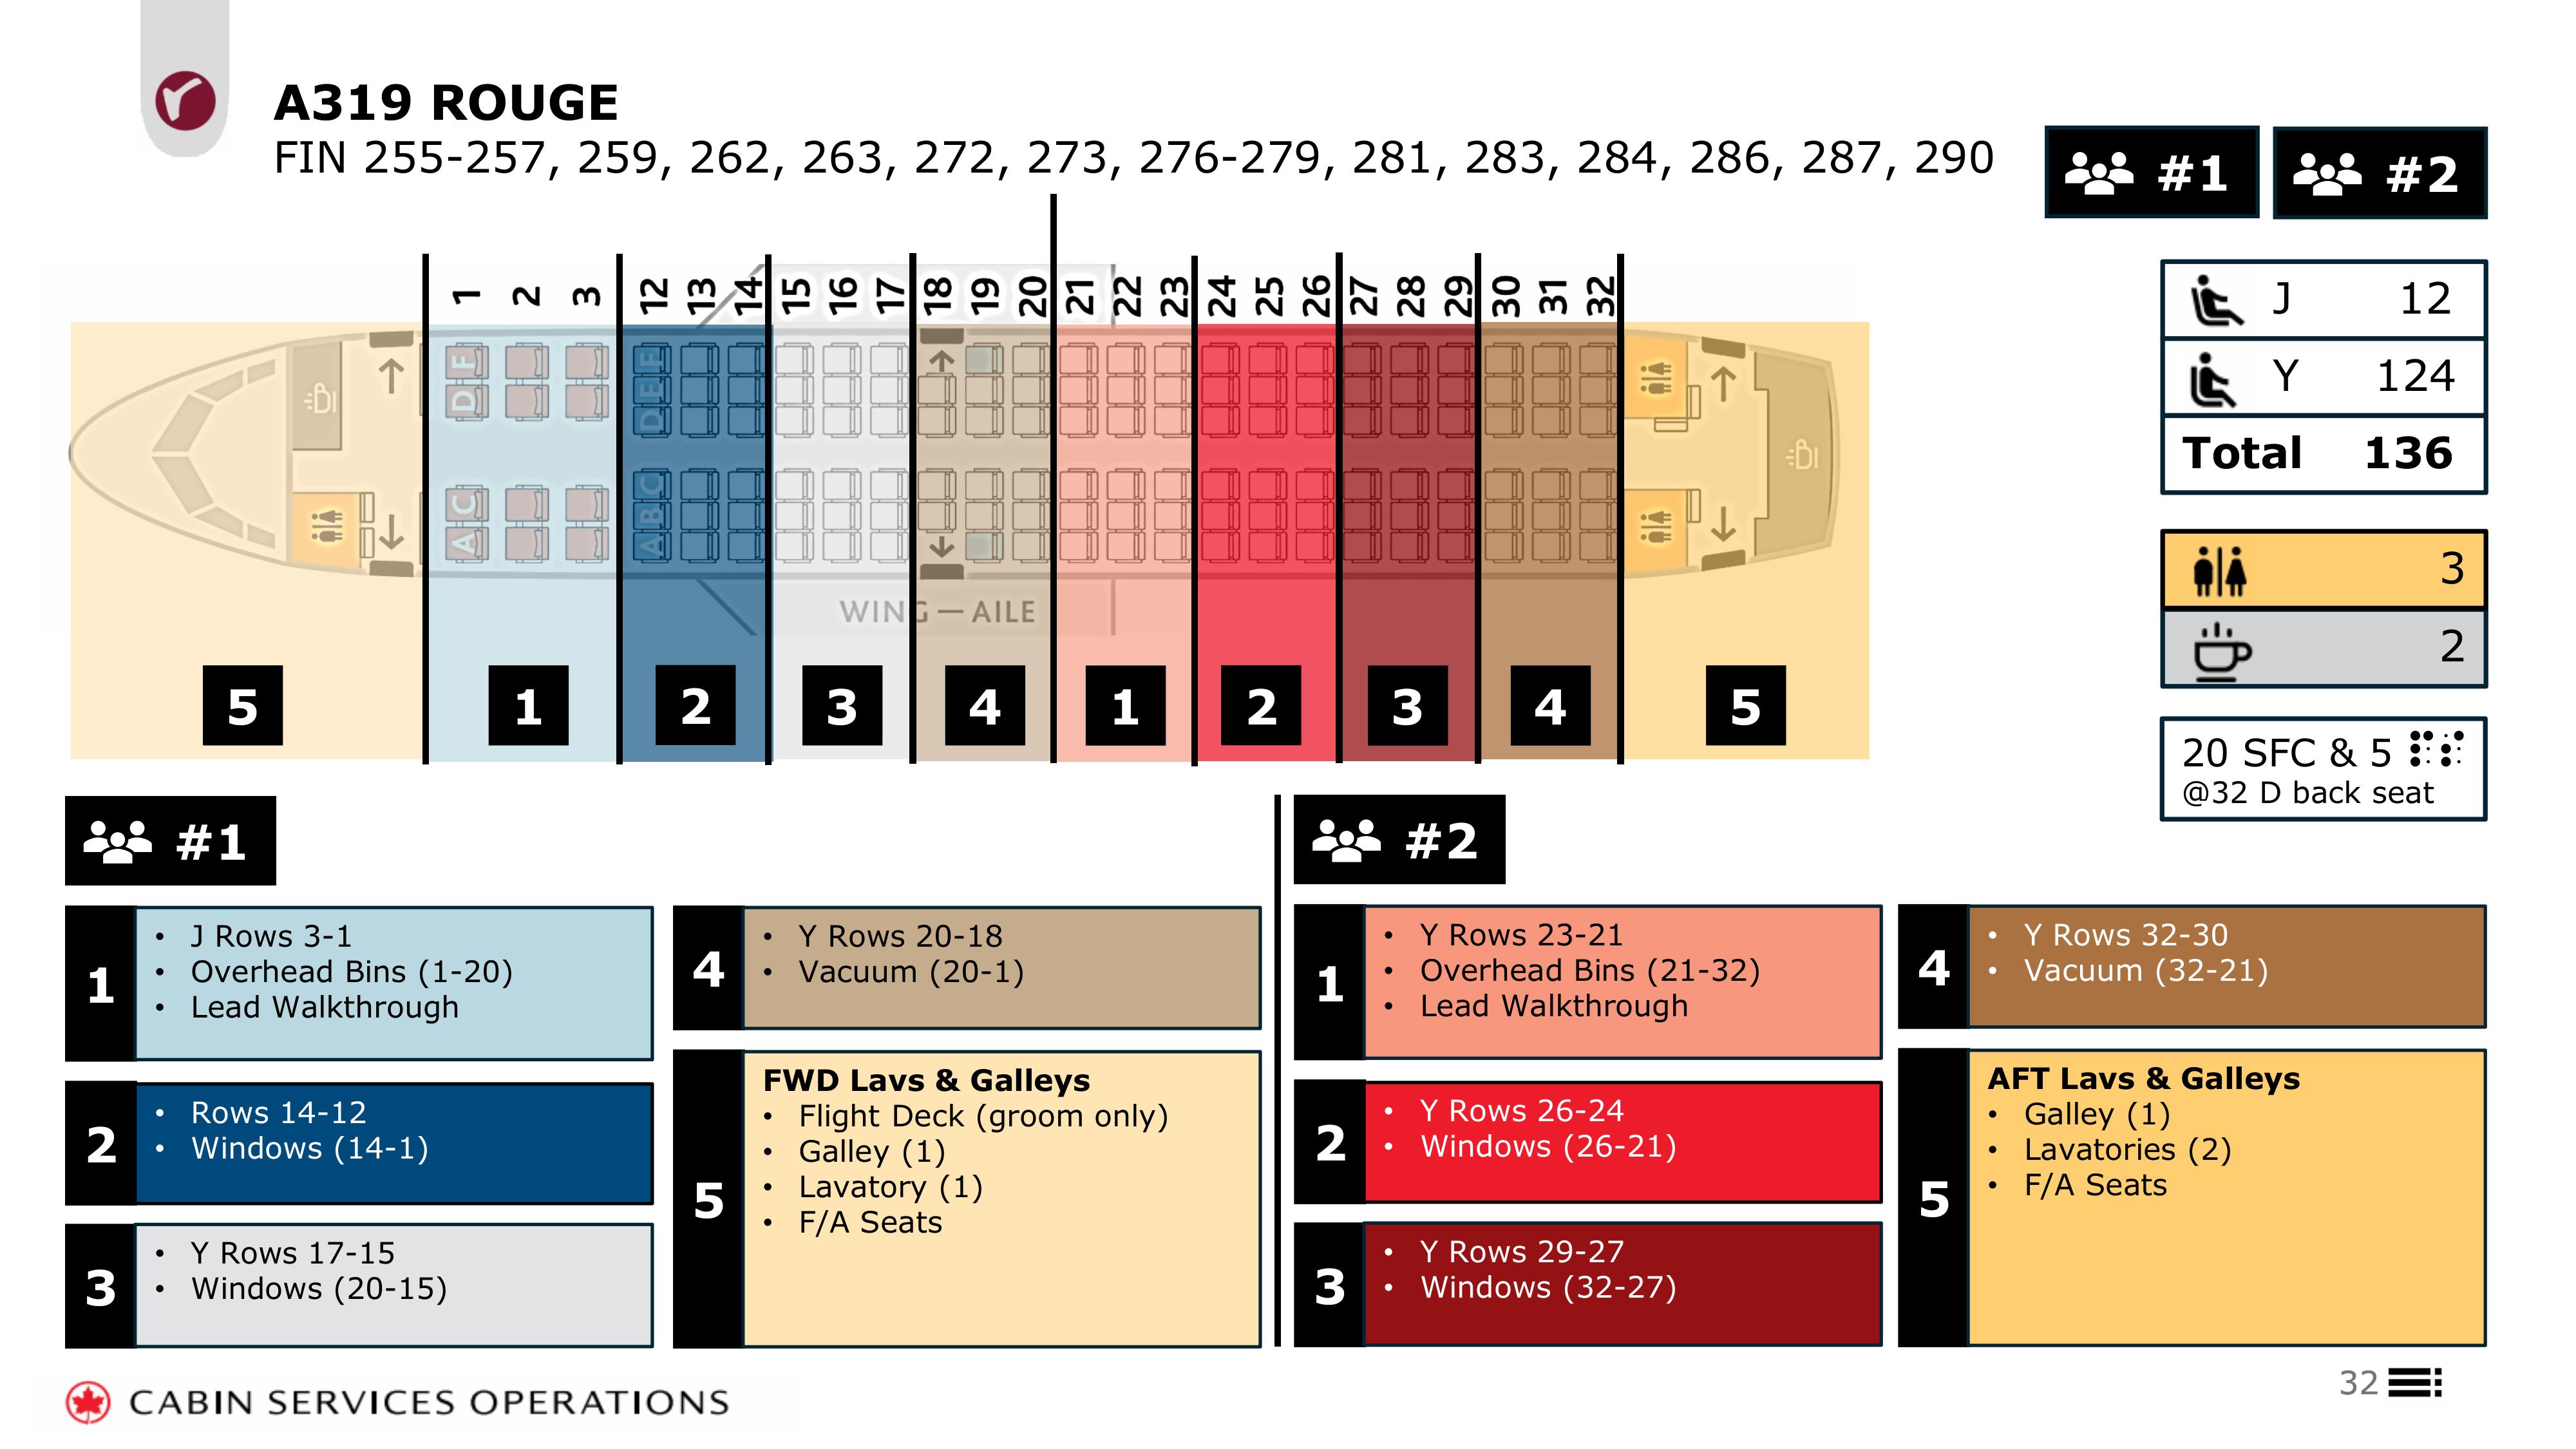 A319 ROUGE
FIN 255-257, 259, 262, 263, 272, 273, 276-279, 281, 283, 284, 286, 287, 290
#1 #2
1 2 3 12 13 14 15 16 17 18 19 20 21 22 23 24 25 26 27 28 29 30 31 32
J 12
Y 124
Total 136
3
2
20 SFC & 5
@32 D back seat
F F
D E
D
C C
A B
A
WING — AILE
5 1 2 3 4 1 2 3 4 5
#1
1
• J Rows 3-1
• Overhead Bins (1-20)
• Lead Walkthrough
2
• Rows 14-12
• Windows (14-1)
3
• Y Rows 17-15
• Windows (20-15)
4
• Y Rows 20-18
• Vacuum (20-1)
5
FWD Lavs & Galleys
• Flight Deck (groom only)
• Galley (1)
• Lavatory (1)
• F/A Seats
#2
1
• Y Rows 23-21
• Overhead Bins (21-32)
• Lead Walkthrough
2
• Y Rows 26-24
• Windows (26-21)
3
• Y Rows 29-27
• Windows (32-27)
4
• Y Rows 32-30
• Vacuum (32-21)
5
AFT Lavs & Galleys
• Galley (1)
• Lavatories (2)
• F/A Seats
CABIN SERVICES OPERATIONS
32